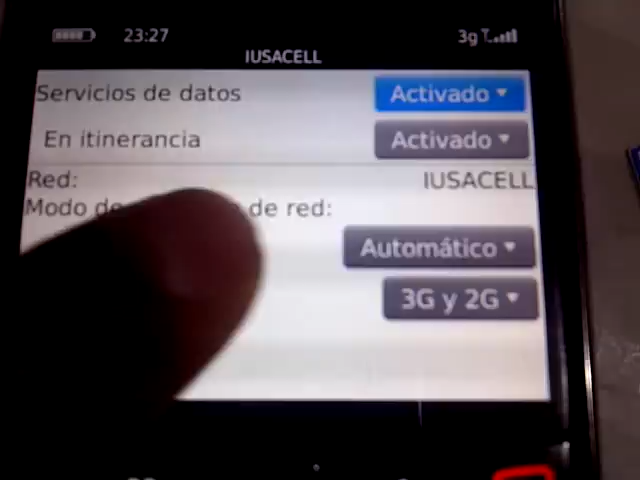 23:27 3g
IUSACELL
Servicios de datos Activado
En itinerancia Activado
Red: IUSACELL
Modo de de red:
Automático
3G y 2G